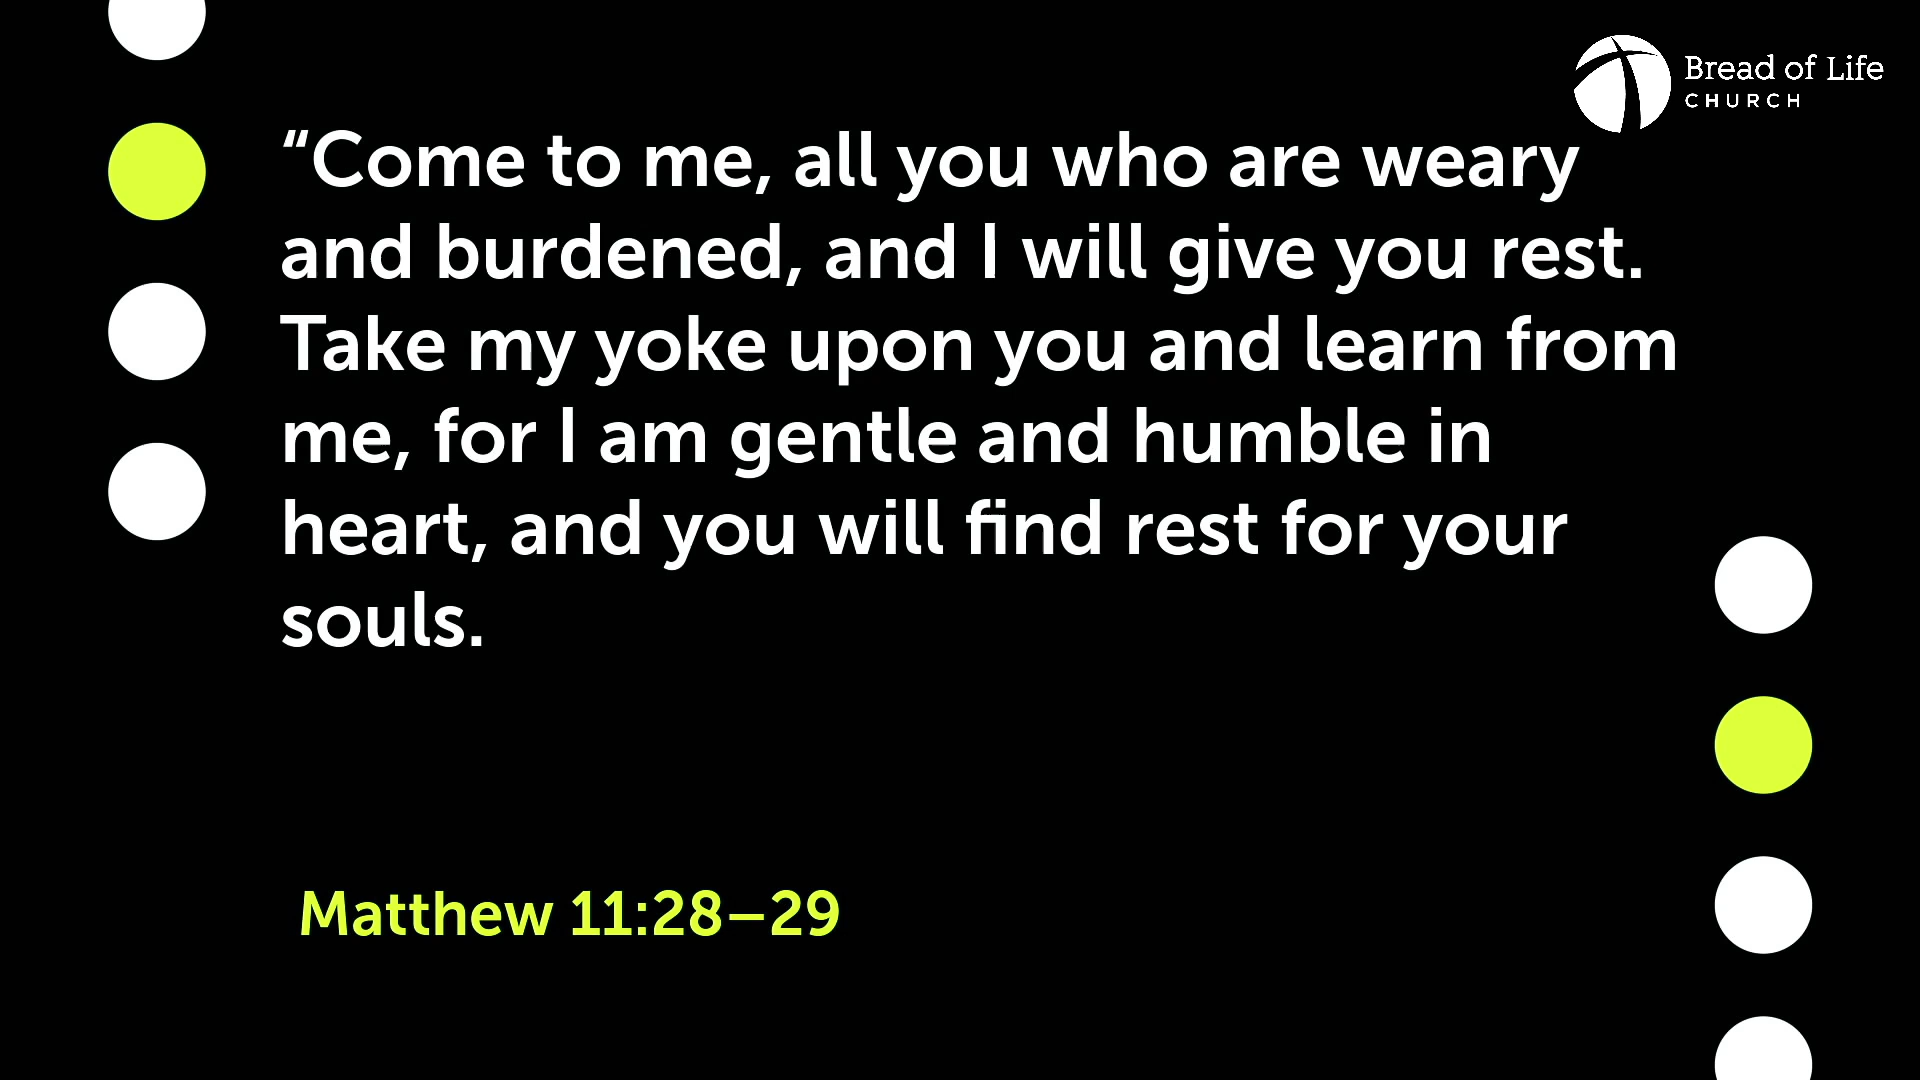 Bread of Life
CHURCH
“Come to me, all you who are weary
and burdened, and I will give you rest.
Take my yoke upon you and learn from
me, for I am gentle and humble in
heart, and you will find rest for your
souls.
Matthew 11:28–29